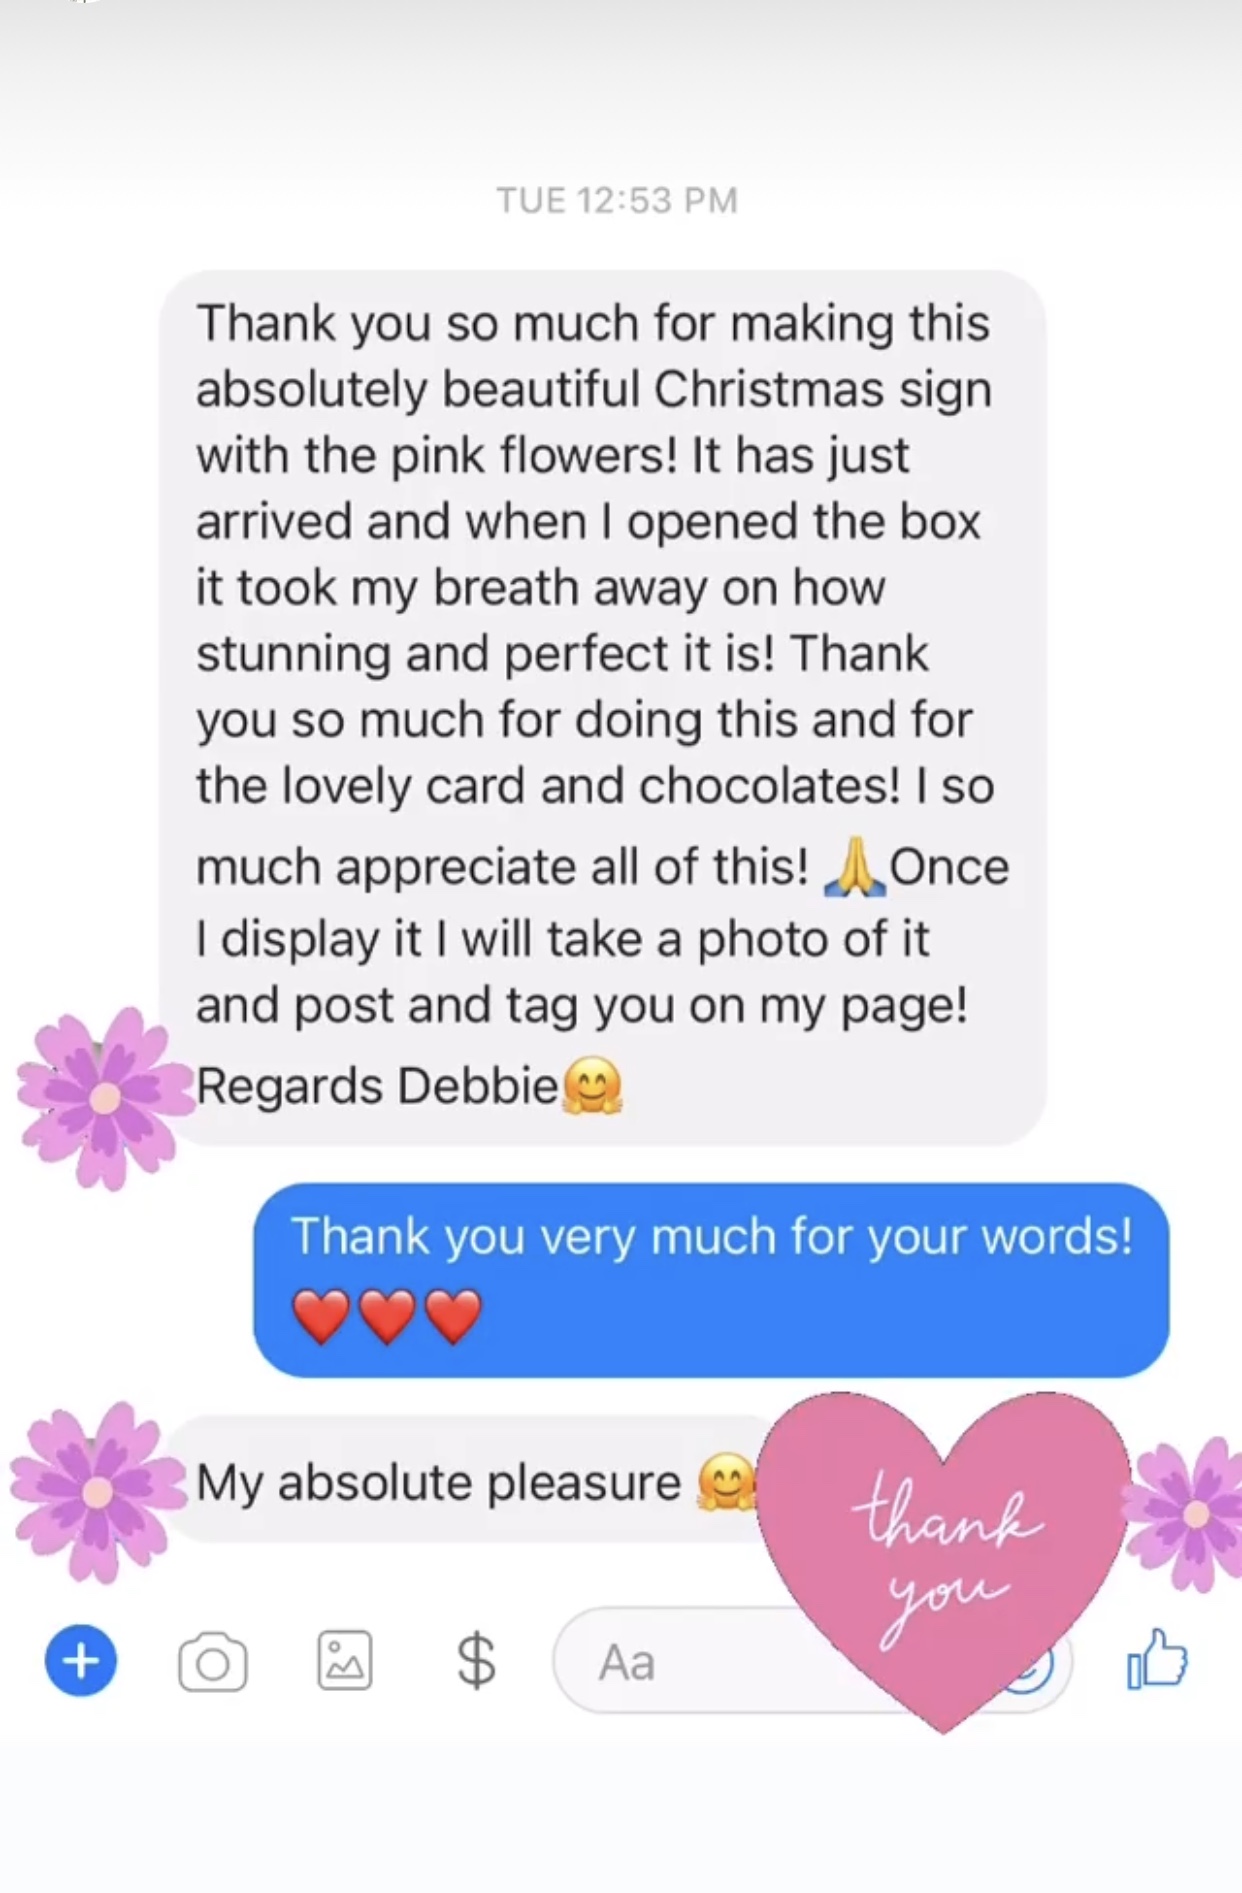 TUE 12:53 PM
Thank you so much for making this
absolutely beautiful Christmas sign
with the pink flowers! It has just
arrived and when I opened the box
it took my breath away on how
stunning and perfect it is! Thank
you so much for doing this and for
the lovely card and chocolates! I so
much appreciate all of this! 🙏Once
I display it I will take a photo of it
and post and tag you on my page!
Regards Debbie🤗
Thank you very much for your words!
❤️❤️❤️
My absolute pleasure 🤗
thank
you
$
Aa